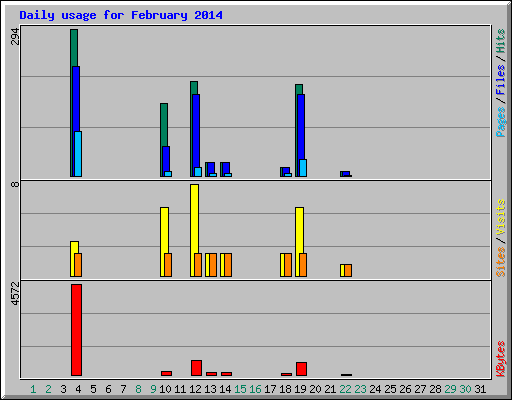 Daily usage for February 2014
294
Pages / Files / Hits
8
Sites / Visits
4572
KBytes
1 2 3 4 5 6 7 8 9 10 11 12 13 14 15 16 17 18 19 20 21 22 23 24 25 26 27 28 29 30 31